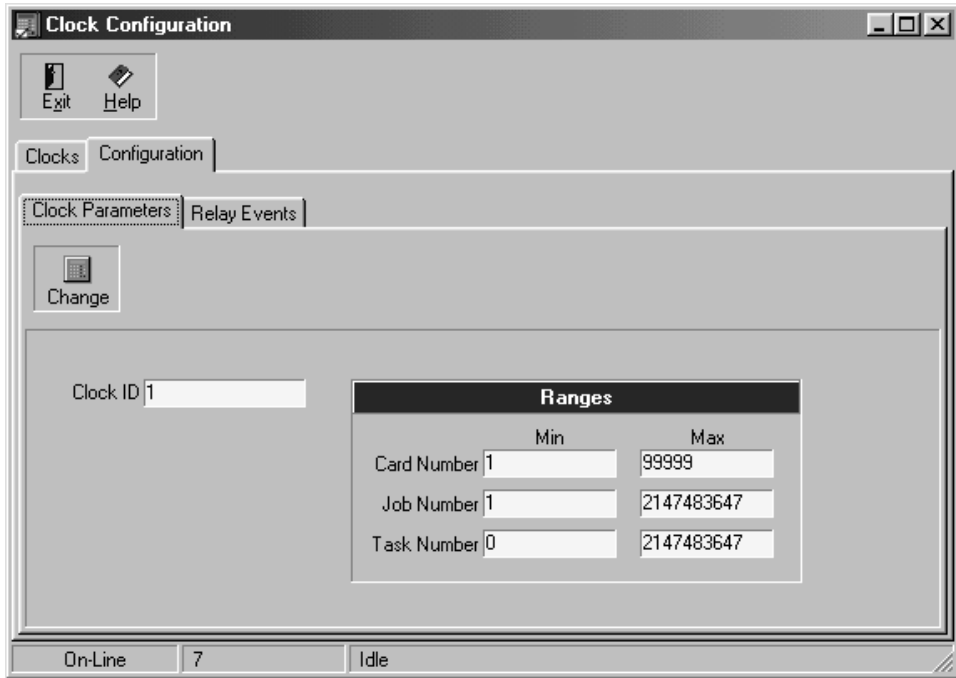 Clock Configuration
Exit Help
Clocks Configuration
Clock Parameters Relay Events
Change
Clock ID 1
Ranges
Min Max
Card Number 1 99999
Job Number 1 2147483647
Task Number 0 2147483647
On-Line 7 Idle